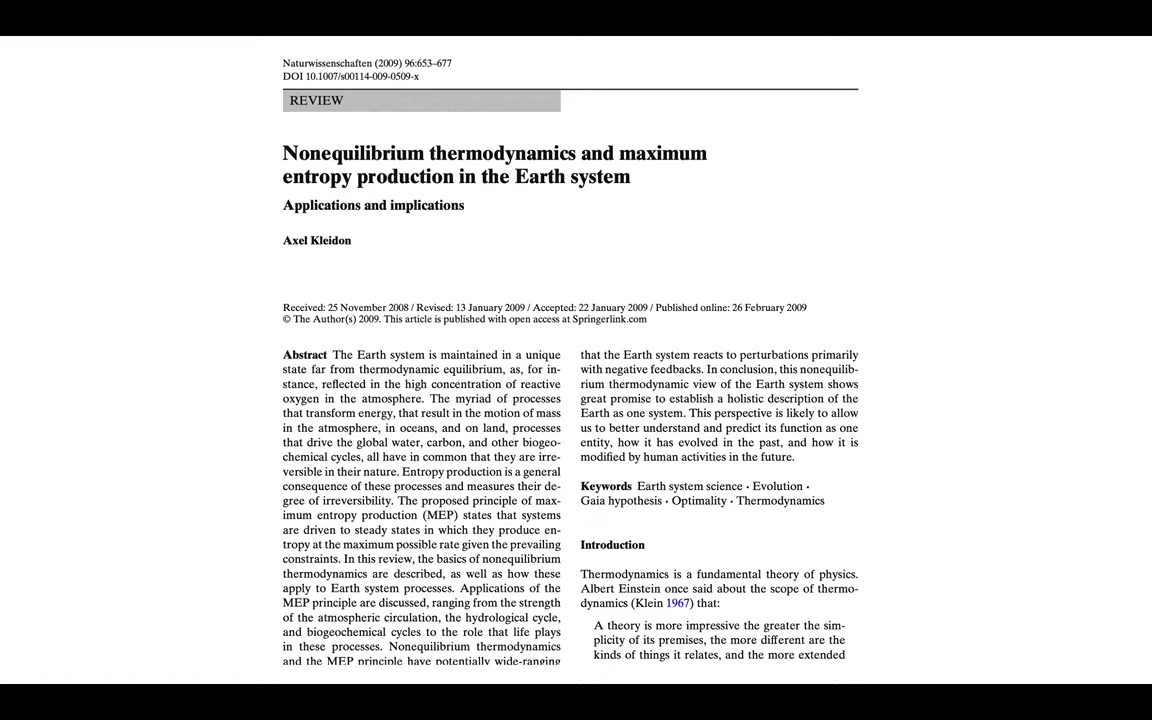 Naturwissenschaften (2009) 96:653–677
DOI 10.1007/s00114-009-0509-x
REVIEW
Nonequilibrium thermodynamics and maximum
entropy production in the Earth system
Applications and implications
Axel Kleidon
Received: 25 November 2008 / Revised: 13 January 2009 / Accepted: 22 January 2009 / Published online: 26 February 2009
© The Author(s) 2009. This article is published with open access at Springerlink.com
Abstract The Earth system is maintained in a unique
state far from thermodynamic equilibrium, as, for in-
stance, reflected in the high concentration of reactive
oxygen in the atmosphere. The myriad of processes
that transform energy, that result in the motion of mass
in the atmosphere, in oceans, and on land, processes
that drive the global water, carbon, and other biogeo-
chemical cycles, all have in common that they are irre-
versible in their nature. Entropy production is a general
consequence of these processes and measures their de-
gree of irreversibility. The proposed principle of max-
imum entropy production (MEP) states that systems
are driven to steady states in which they produce en-
tropy at the maximum possible rate given the prevailing
constraints. In this review, the basics of nonequilibrium
thermodynamics are described, as well as how these
apply to Earth system processes. Applications of the
MEP principle are discussed, ranging from the strength
of the atmospheric circulation, the hydrological cycle,
and biogeochemical cycles to the role that life plays
in these processes. Nonequilibrium thermodynamics
and the MEP principle have potentially wide-ranging
that the Earth system reacts to perturbations primarily
with negative feedbacks. In conclusion, this nonequilib-
rium thermodynamic view of the Earth system shows
great promise to establish a holistic description of the
Earth as one system. This perspective is likely to allow
us to better understand and predict its function as one
entity, how it has evolved in the past, and how it is
modified by human activities in the future.
Keywords Earth system science · Evolution ·
Gaia hypothesis · Optimality · Thermodynamics
Introduction
Thermodynamics is a fundamental theory of physics.
Albert Einstein once said about the scope of thermo-
dynamics (Klein 1967) that:
A theory is more impressive the greater the sim-
plicity of its premises, the more different are the
kinds of things it relates, and the more extended